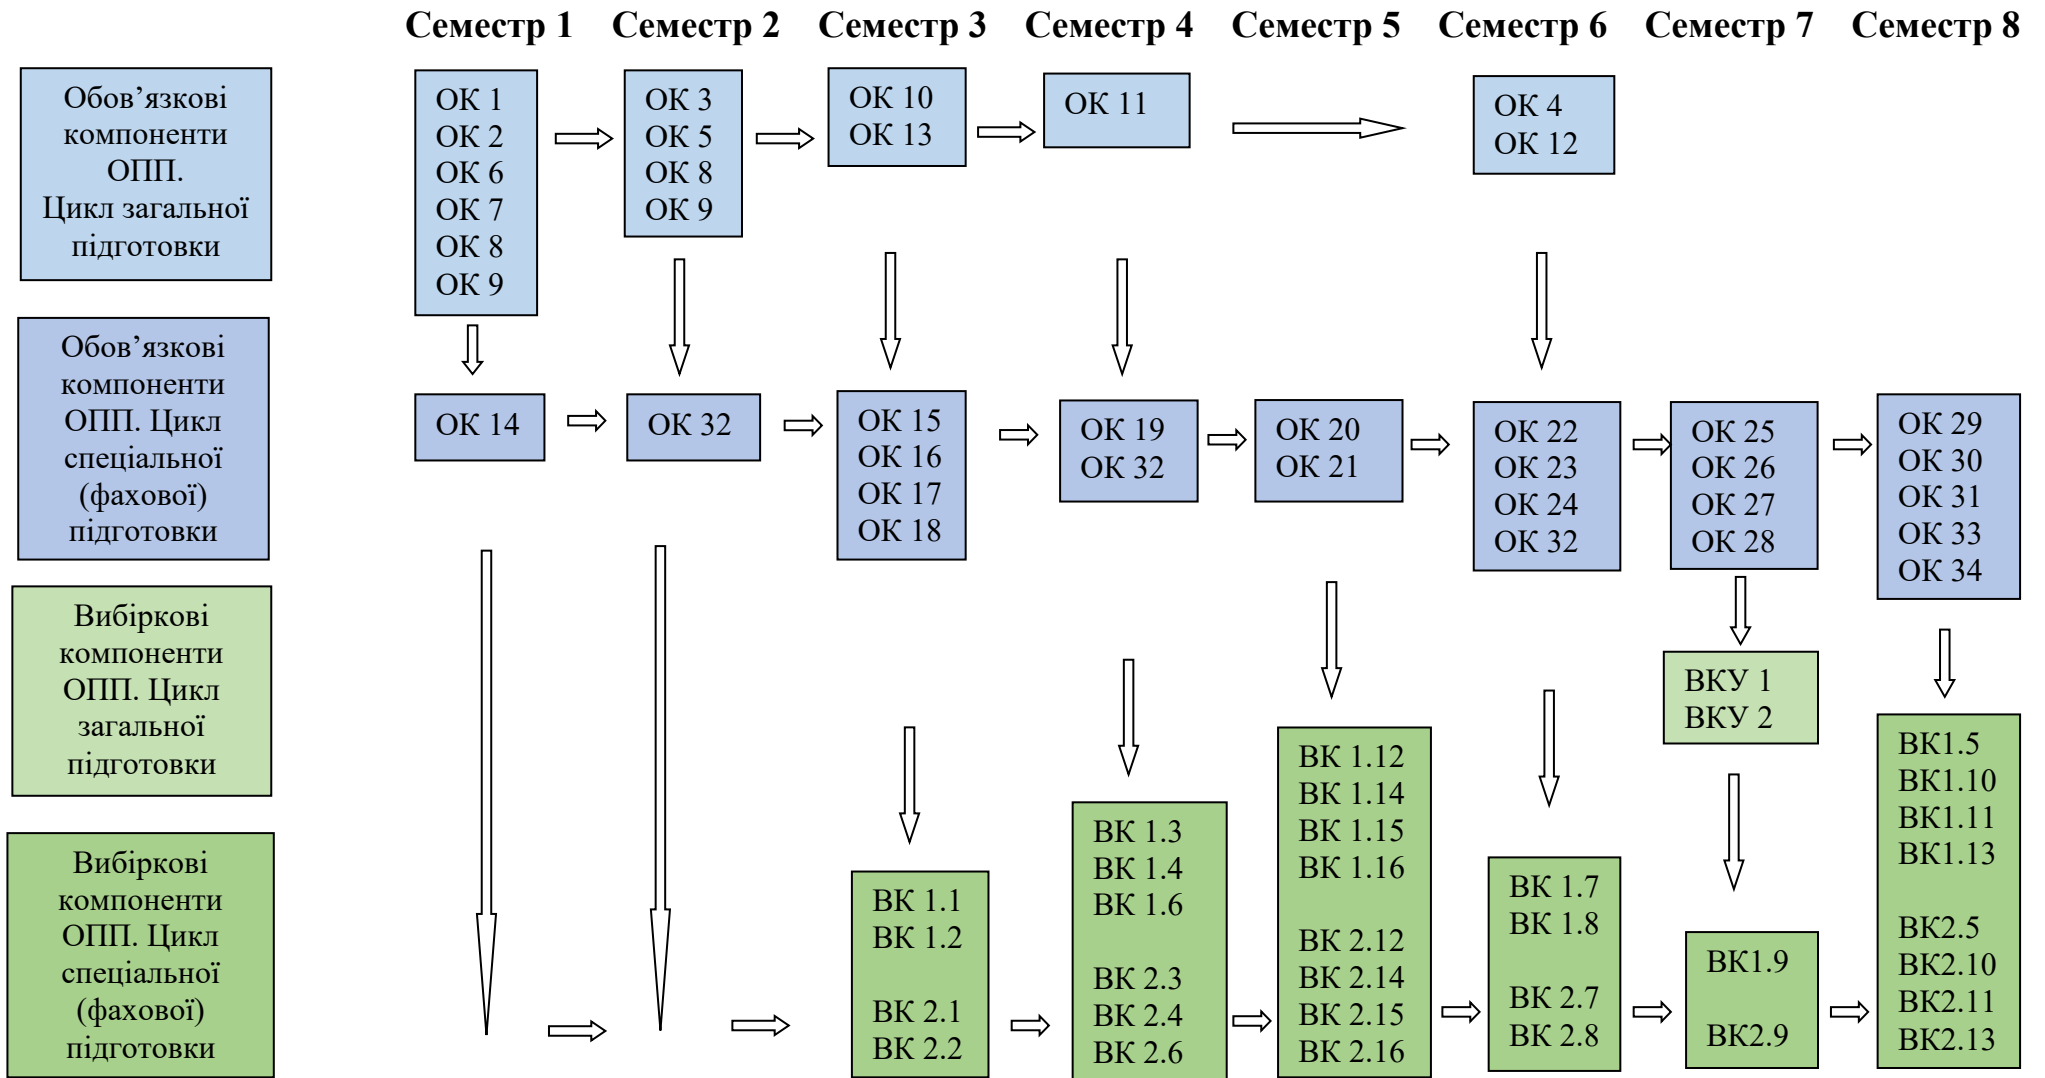 Семестр 1 Семестр 2 Семестр 3 Семестр 4 Семестр 5 Семестр 6 Семестр 7 Семестр 8
Обов’язкові
компоненти
ОПП.
Цикл загальної
підготовки
ОК 1
ОК 2
ОК 6
ОК 7
ОК 8
ОК 9
ОК 3
ОК 5
ОК 8
ОК 9
ОК 10
ОК 13
ОК 11
ОК 4
ОК 12
Обов’язкові
компоненти
ОПП. Цикл
спеціальної
(фахової)
підготовки
ОК 14
ОК 32
ОК 15
ОК 16
ОК 17
ОК 18
ОК 19
ОК 32
ОК 20
ОК 21
ОК 22
ОК 23
ОК 24
ОК 32
ОК 25
ОК 26
ОК 27
ОК 28
ОК 29
ОК 30
ОК 31
ОК 33
ОК 34
Вибіркові
компоненти
ОПП. Цикл
загальної
підготовки
ВКУ 1
ВКУ 2
Вибіркові
компоненти
ОПП. Цикл
спеціальної
(фахової)
підготовки
ВК 1.1
ВК 1.2
ВК 2.1
ВК 2.2
ВК 1.3
ВК 1.4
ВК 1.6
ВК 2.3
ВК 2.4
ВК 2.6
ВК 1.12
ВК 1.14
ВК 1.15
ВК 1.16
ВК 2.12
ВК 2.14
ВК 2.15
ВК 2.16
ВК 1.7
ВК 1.8
ВК 2.7
ВК 2.8
ВК1.9
ВК2.9
ВК1.5
ВК1.10
ВК1.11
ВК1.13
ВК2.5
ВК2.10
ВК2.11
ВК2.13